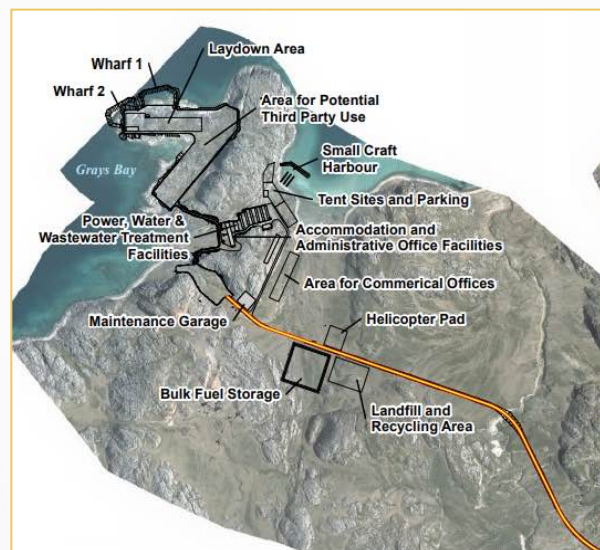 Laydown Area
Wharf 1
Wharf 2
Area for Potential
Third Party Use
Grays Bay
Small Craft
Harbour
Tent Sites and Parking
Power, Water &
Wastewater Treatment
Facilities
Accommodation and
Administrative Office Facilities
Area for Commerical Offices
Maintenance Garage
Helicopter Pad
Bulk Fuel Storage
Landfill and
Recycling Area